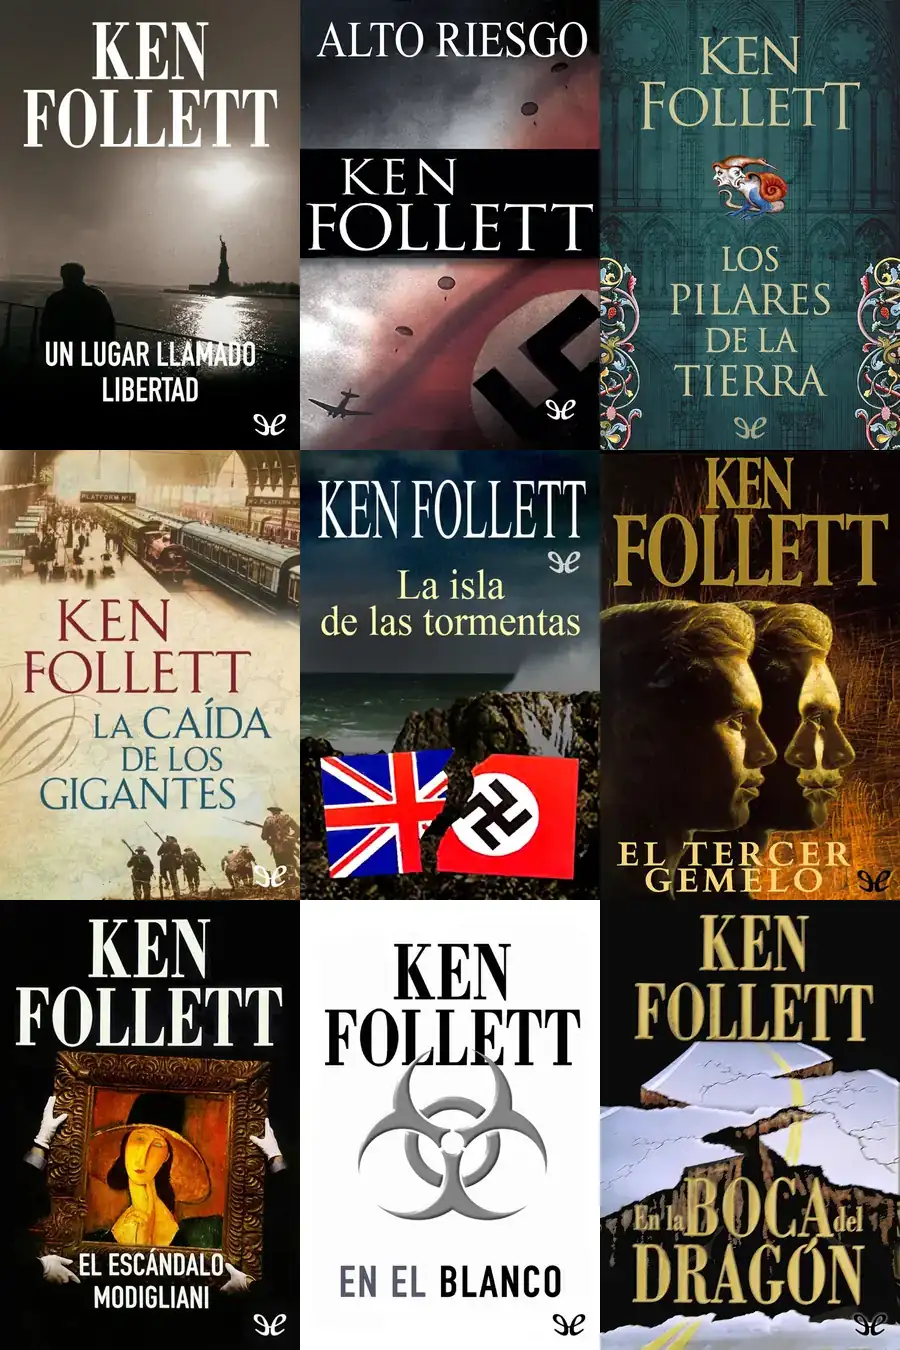 KEN
FOLLETT
UN LUGAR LLAMADO
LIBERTAD
ALTO RIESGO
KEN
FOLLETT
KEN
FOLLETT
LOS
PILARES
DE LA
TIERRA
PLATFORM Nº1
KEN
FOLLETT
LA CAÍDA
DE LOS
GIGANTES
KEN FOLLETT
La isla
de las tormentas
KEN
FOLLETT
EL TERCER
GEMELO
KEN
FOLLETT
EL ESCÁNDALO
MODIGLIANI
KEN
FOLLETT
EN EL BLANCO
KEN
FOLLETT
En la BOCA del
DRAGÓN